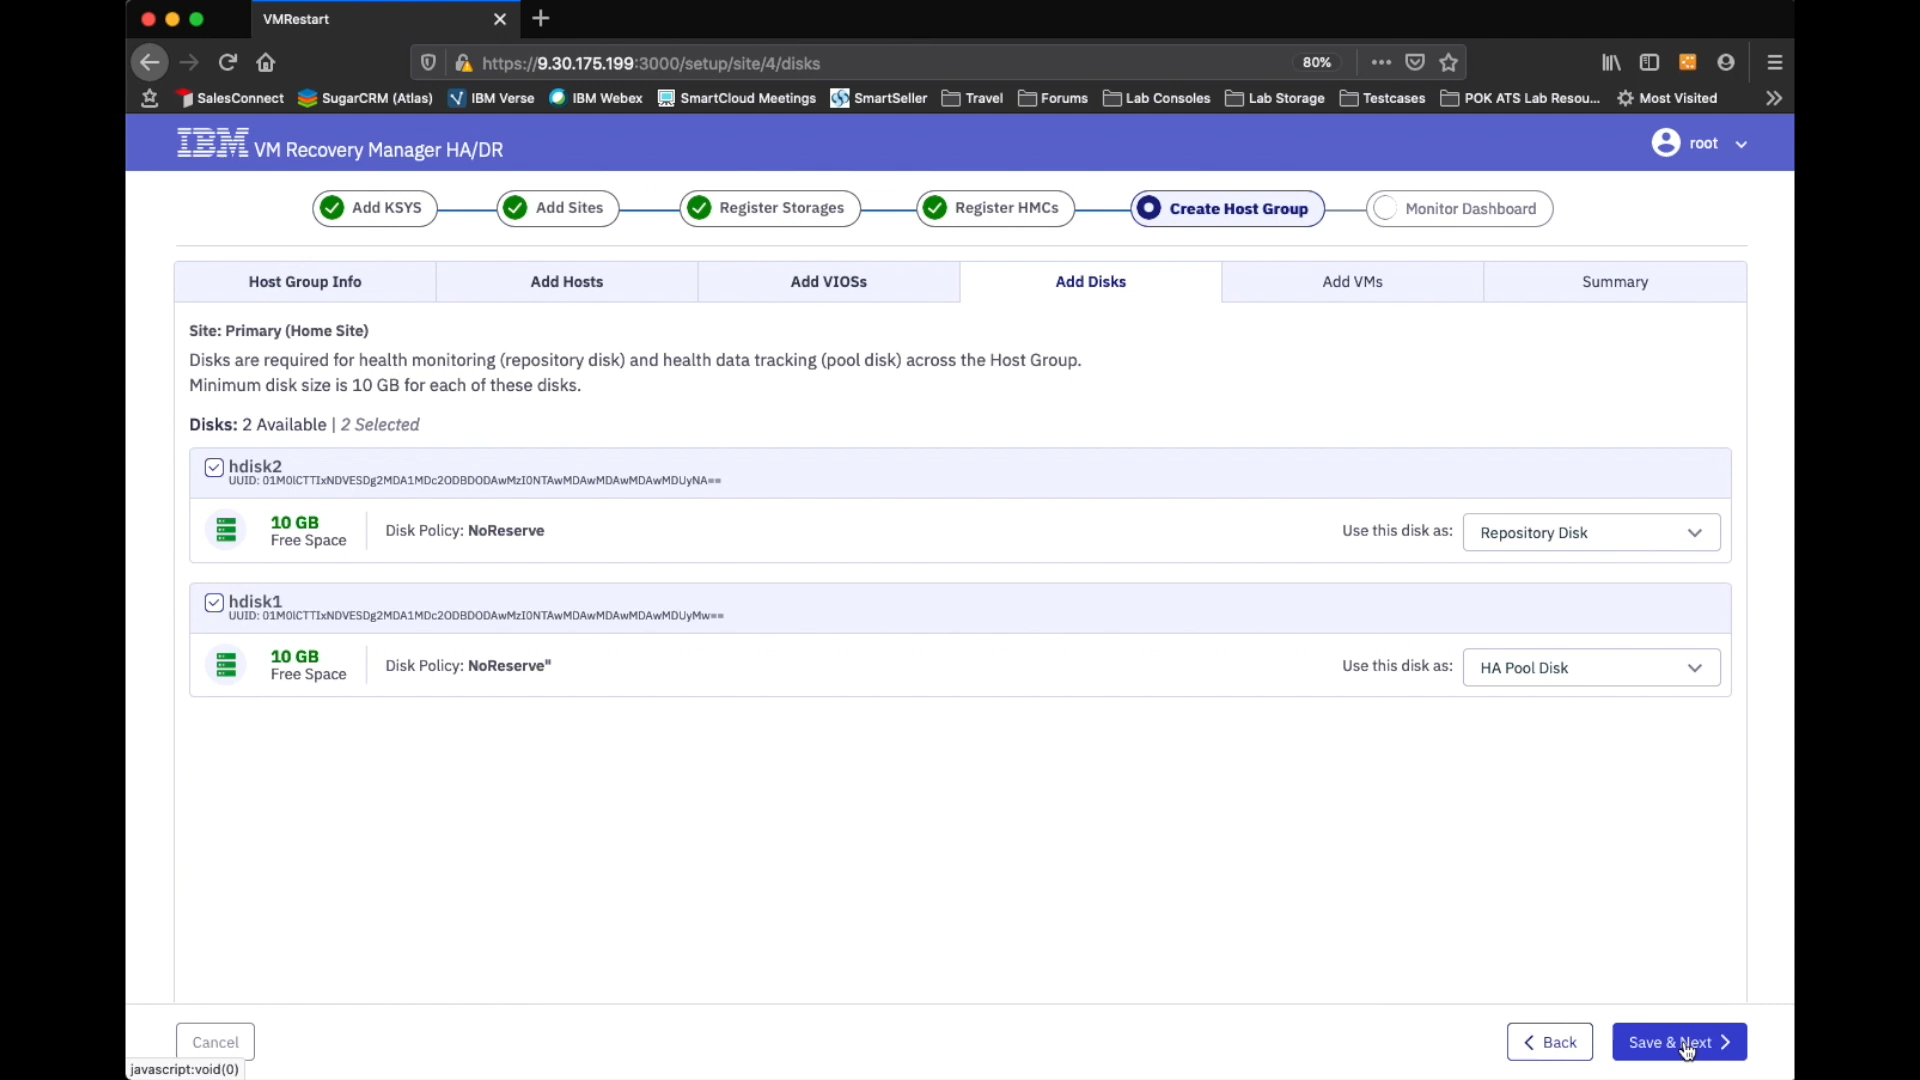 VMRestart
https://9.30.175.199:3000/setup/site/4/disks
80%
SalesConnect
SugarCRM (Atlas)
IBM Verse
IBM Webex
SmartCloud Meetings
SmartSeller
Travel
Forums
Lab Consoles
Lab Storage
Testcases
POK ATS Lab Resou...
Most Visited
IBM VM Recovery Manager HA/DR
root
Add KSYS
Add Sites
Register Storages
Register HMCs
Create Host Group
Monitor Dashboard
Host Group Info
Add Hosts
Add VIOSs
Add Disks
Add VMs
Summary
Site: Primary (Home Site)
Disks are required for health monitoring (repository disk) and health data tracking (pool disk) across the Host Group.
Minimum disk size is 10 GB for each of these disks.
Disks: 2 Available | 2 Selected
hdisk2
UUID: 01M0lCTTIxNDVESDg2MDA1MDc2ODBDODAwMzI0NTAwMDAwMDAwMDAwMDUyNA==
10 GB
Free Space
Disk Policy: NoReserve
Use this disk as:
Repository Disk
hdisk1
UUID: 01M0lCTTIxNDVESDg2MDA1MDc2ODBDODAwMzI0NTAwMDAwMDAwMDAwMDUyMw==
10 GB
Free Space
Disk Policy: NoReserve"
Use this disk as:
HA Pool Disk
Cancel
Back
Save & Next
javascript:void(0)